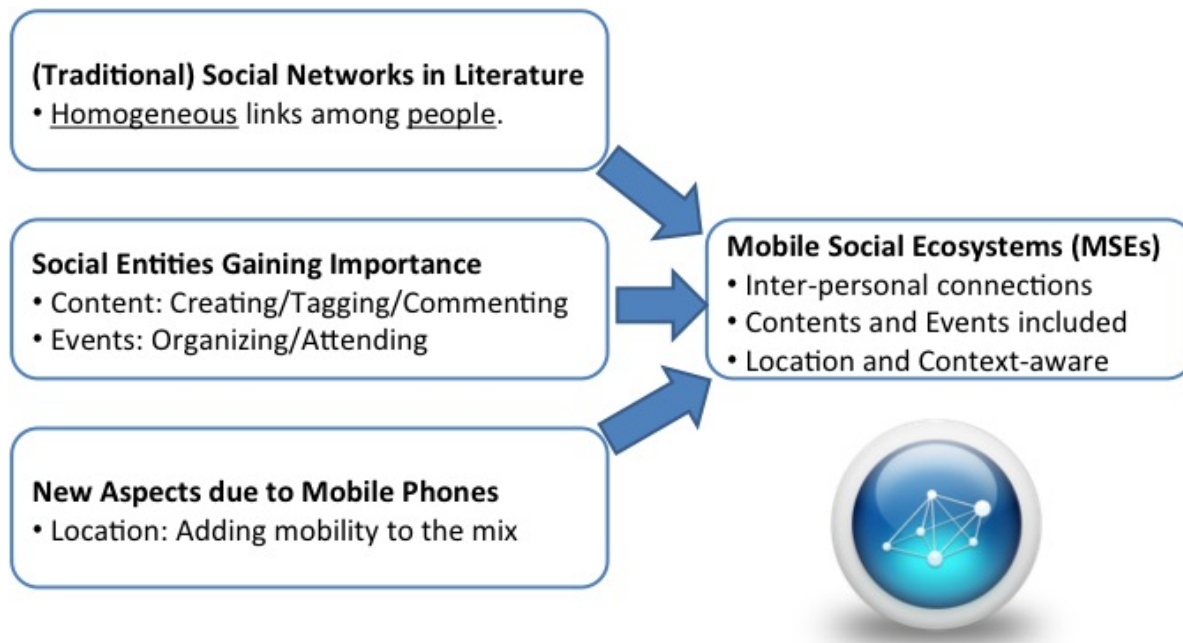 (Traditional) Social Networks in Literature
• Homogeneous links among people.
Social Entities Gaining Importance
• Content: Creating/Tagging/Commenting
• Events: Organizing/Attending
New Aspects due to Mobile Phones
• Location: Adding mobility to the mix
Mobile Social Ecosystems (MSEs)
• Inter-personal connections
• Contents and Events included
• Location and Context-aware